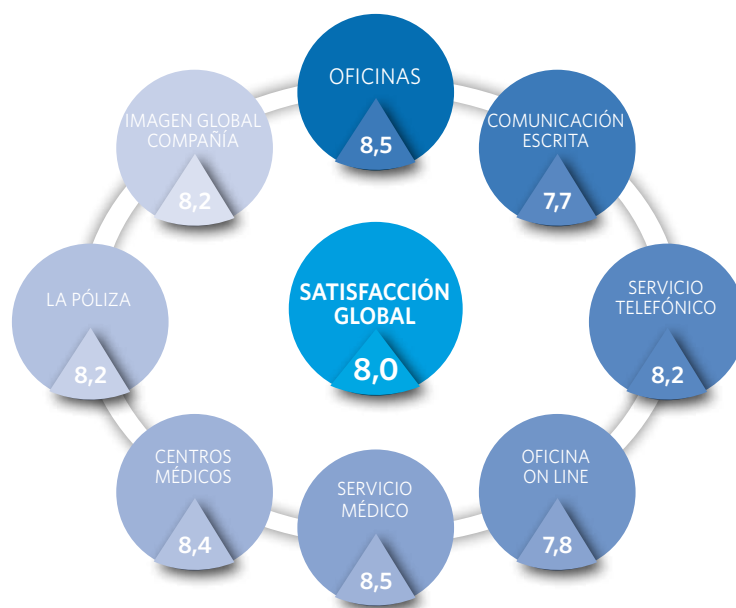 OFICINAS
8,5
COMUNICACIÓN
ESCRITA
7,7
SERVICIO
TELEFÓNICO
8,2
OFICINA
ON LINE
7,8
SERVICIO
MÉDICO
8,5
CENTROS
MÉDICOS
8,4
LA PÓLIZA
8,2
IMAGEN GLOBAL
COMPAÑÍA
8,2
SATISFACCIÓN
GLOBAL
8,0